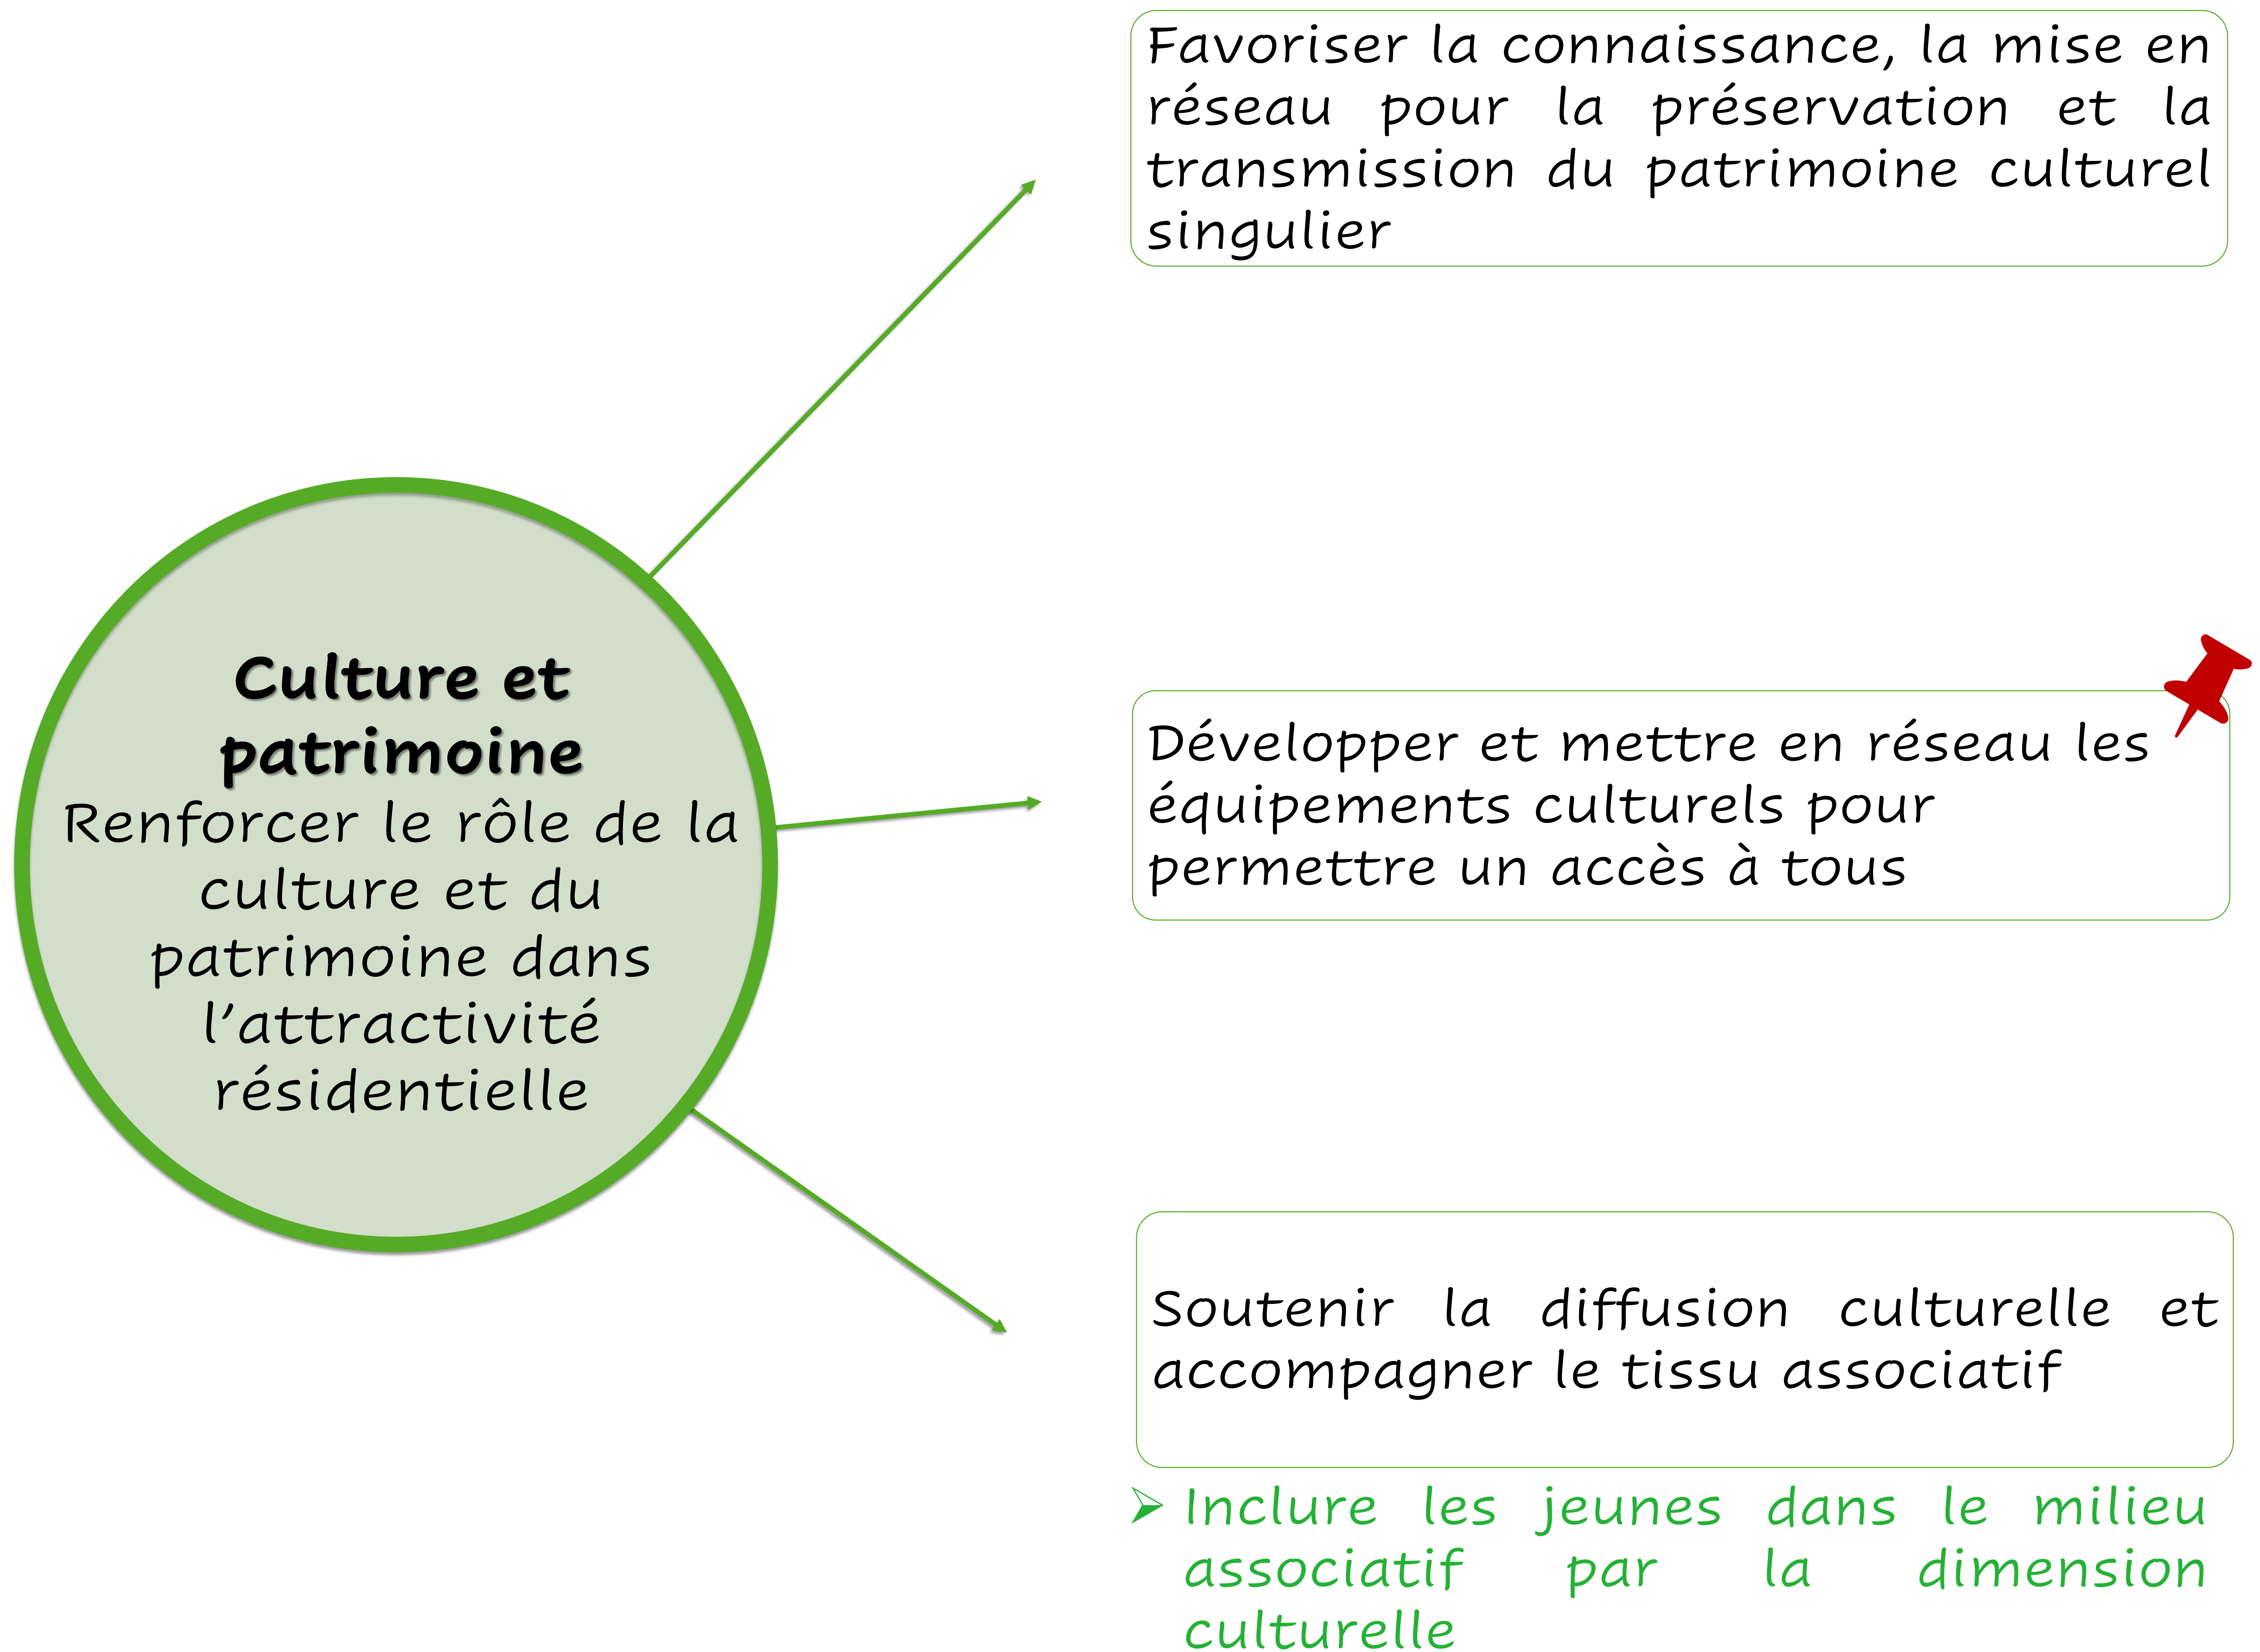 Favoriser la connaissance, la mise en
réseau pour la préservation et la
transmission du patrimoine culturel
singulier
Culture et
patrimoine
Renforcer le rôle de la
culture et du
patrimoine dans
l’attractivité
résidentielle
Développer et mettre en réseau les
équipements culturels pour
permettre un accès à tous
Soutenir la diffusion culturelle et
accompagner le tissu associatif
Inclure les jeunes dans le milieu
associatif par la dimension
culturelle